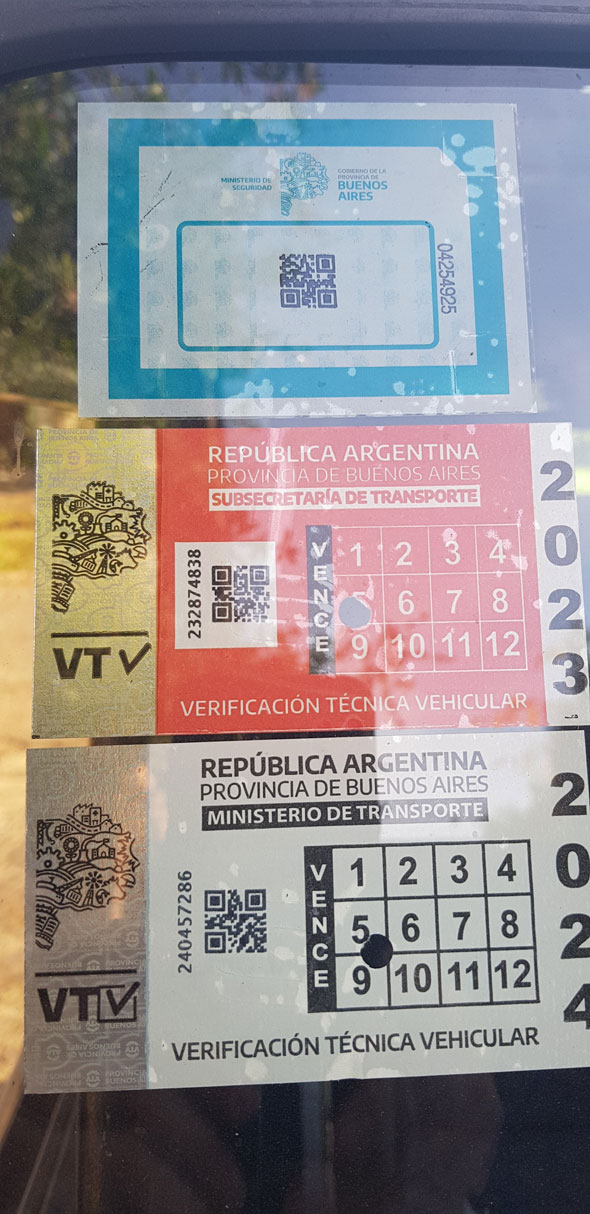 MINISTERIO DE
SEGURIDAD
GOBIERNO DE LA
PROVINCIA DE
BUENOS
AIRES
04254925
REPÚBLICA ARGENTINA
PROVINCIA DE BUENOS AIRES
SUBSECRETARÍA DE TRANSPORTE
232874838
VENCE
1 2 3 4
6 7 8
9 10 11 12
2023
VTV
VERIFICACIÓN TÉCNICA VEHICULAR
REPÚBLICA ARGENTINA
PROVINCIA DE BUENOS AIRES
MINISTERIO DE TRANSPORTE
240457286
VENCE
1 2 3 4
5 6 7 8
9 10 11 12
2024
VTV
VERIFICACIÓN TÉCNICA VEHICULAR